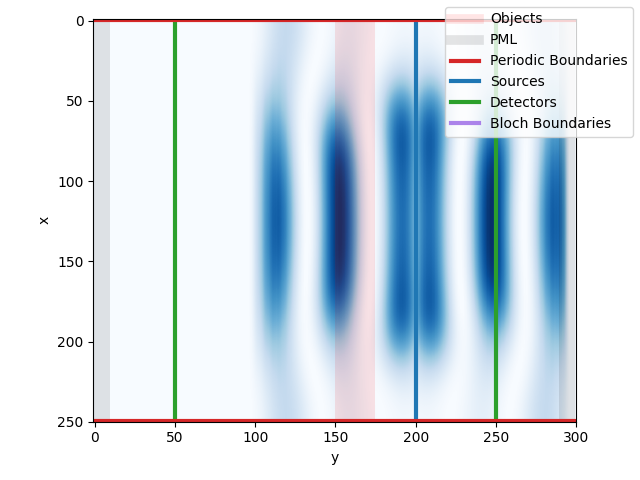 Objects
PML
Periodic Boundaries
Sources
Detectors
Bloch Boundaries
0
50
100
150
200
250
x
0 50 100 150 200 250 300
y